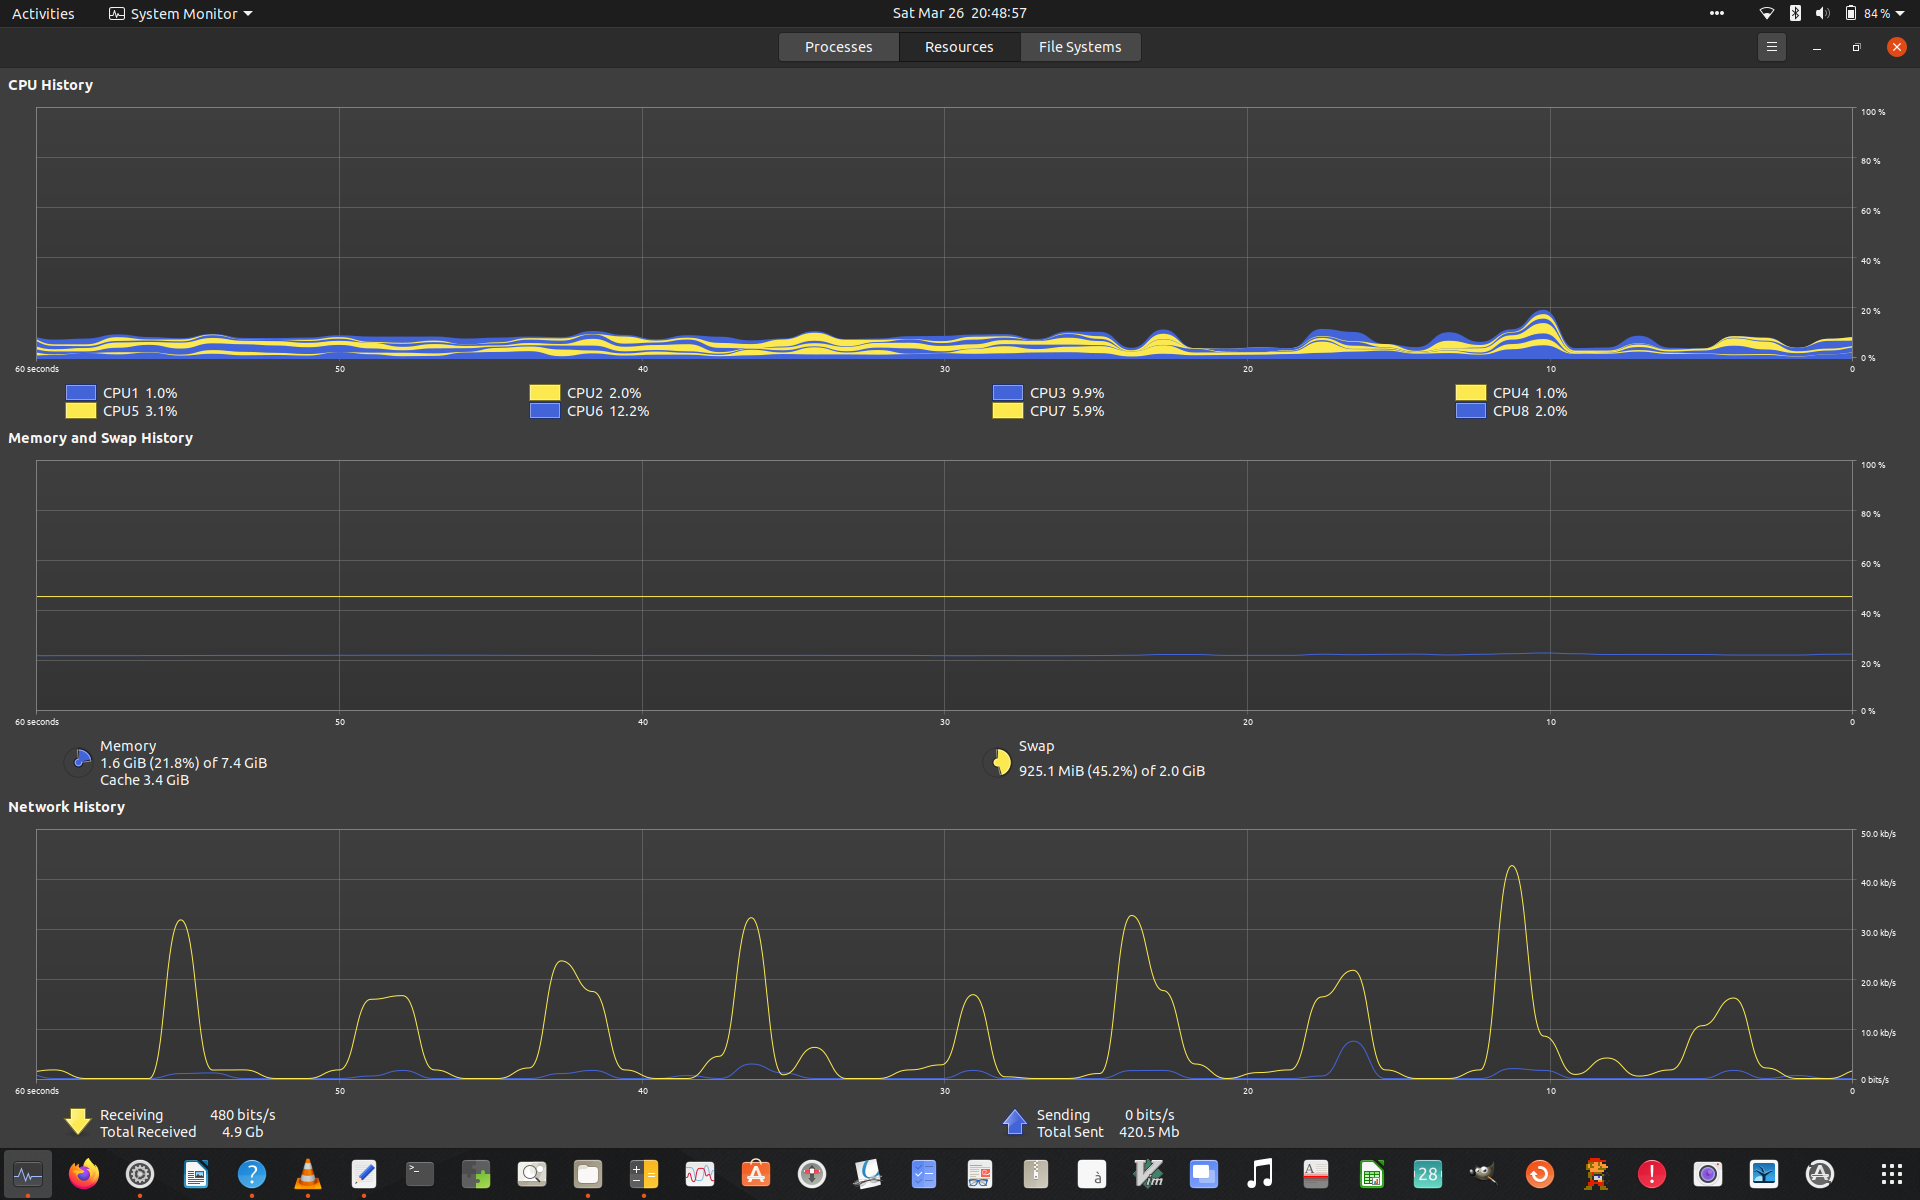 Activities System Monitor Sat Mar 26 20:48:57 84 %
Processes Resources File Systems
CPU History
100 %
80 %
60 %
40 %
20 %
0 %
60 seconds 50 40 30 20 10 0
CPU1 1.0% CPU2 2.0% CPU3 9.9% CPU4 1.0%
CPU5 3.1% CPU6 12.2% CPU7 5.9% CPU8 2.0%
Memory and Swap History
100 %
80 %
60 %
40 %
20 %
0 %
60 seconds 50 40 30 20 10 0
Memory
1.6 GiB (21.8%) of 7.4 GiB
Cache 3.4 GiB
Swap
925.1 MiB (45.2%) of 2.0 GiB
Network History
50.0 kb/s
40.0 kb/s
30.0 kb/s
20.0 kb/s
10.0 kb/s
0 bits/s
60 seconds 50 40 30 20 10 0
Receiving 480 bits/s
Total Received 4.9 Gb
Sending 0 bits/s
Total Sent 420.5 Mb
? >_ à Vim A 28 !